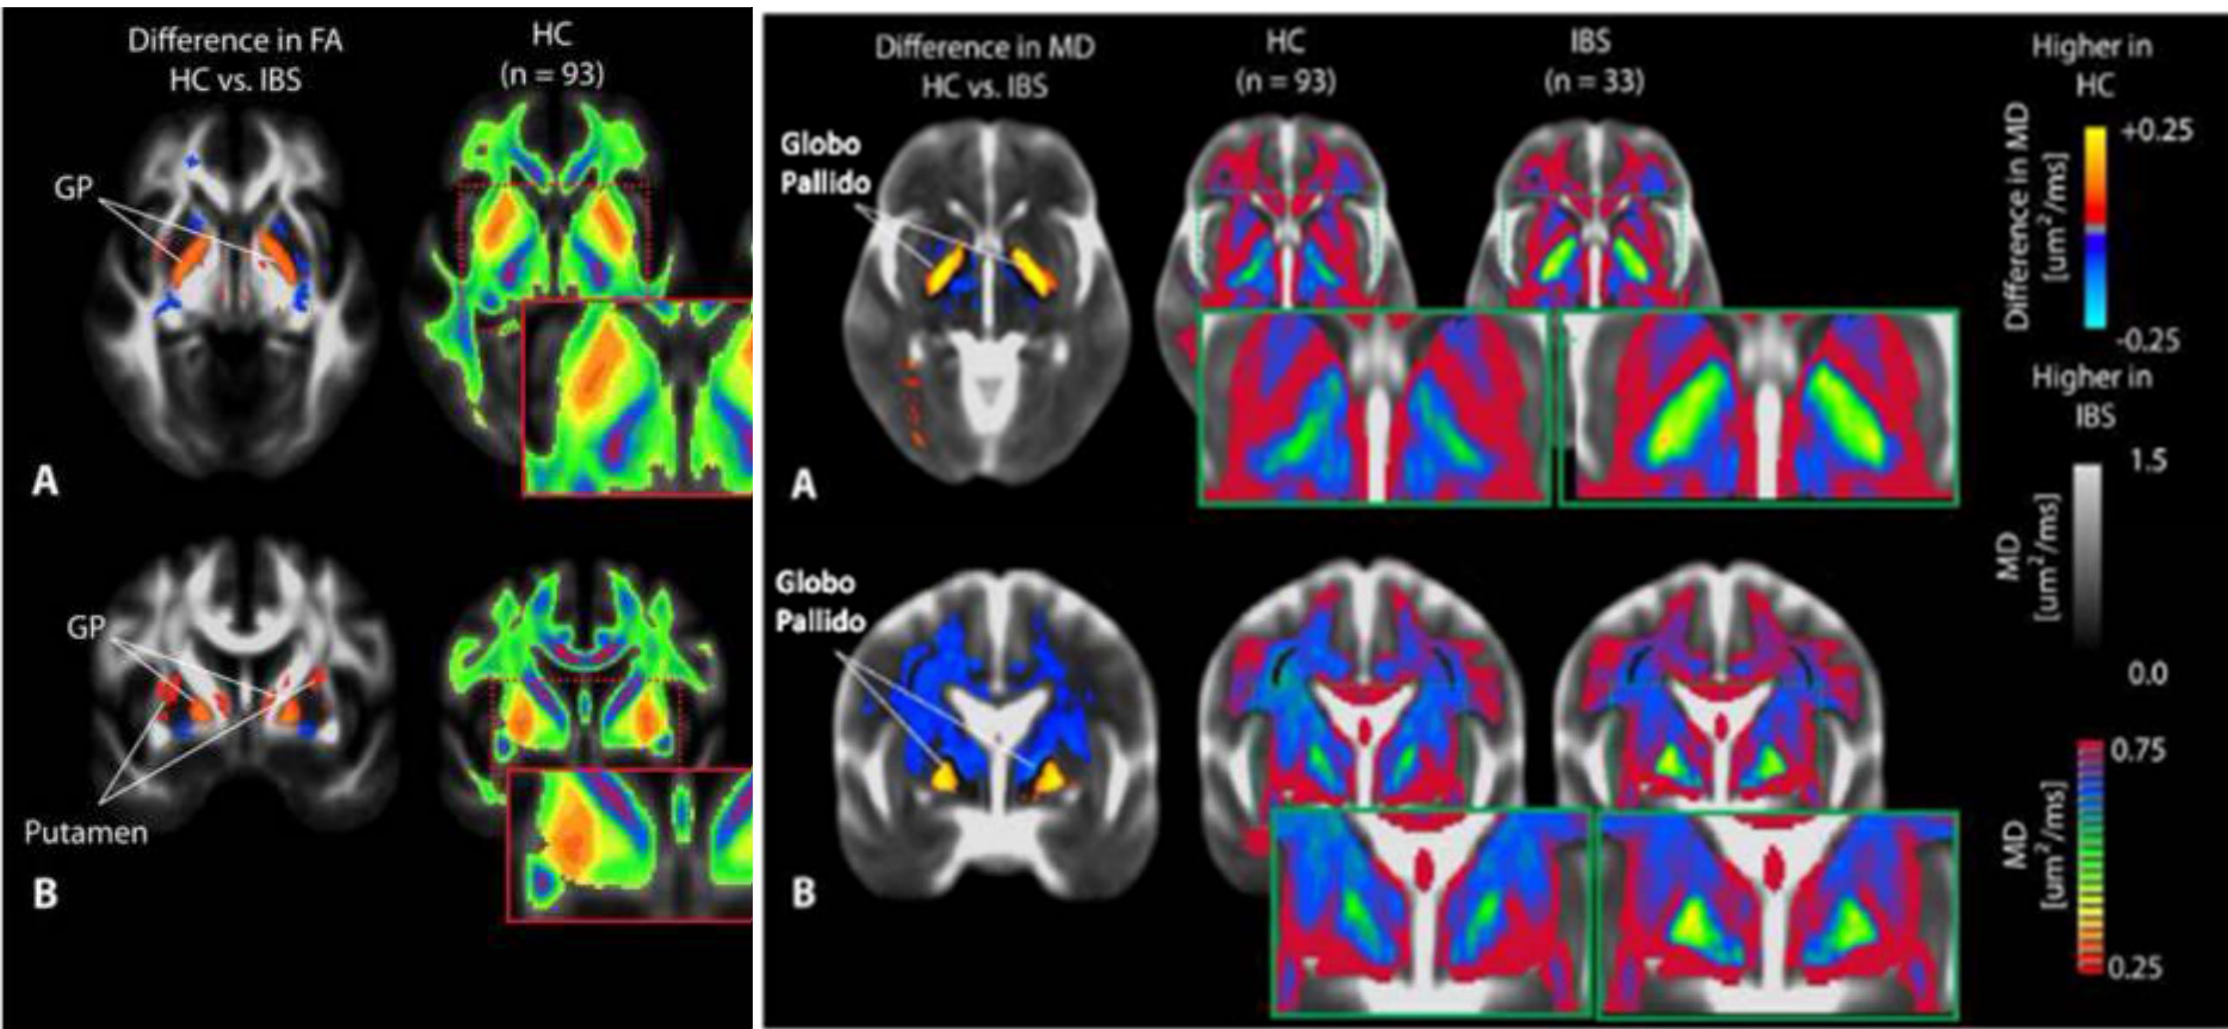 Difference in FA
HC vs. IBS
HC
(n = 93)
GP
A
GP
Putamen
B
Difference in MD
HC vs. IBS
HC
(n = 93)
IBS
(n = 33)
Globo
Pallido
A
Globo
Pallido
B
Higher in
HC
+0.25
Difference in MD
[um²/ms]
-0.25
Higher in
IBS
1.5
MD
[um²/ms]
0.0
0.75
MD
[um²/ms]
0.25